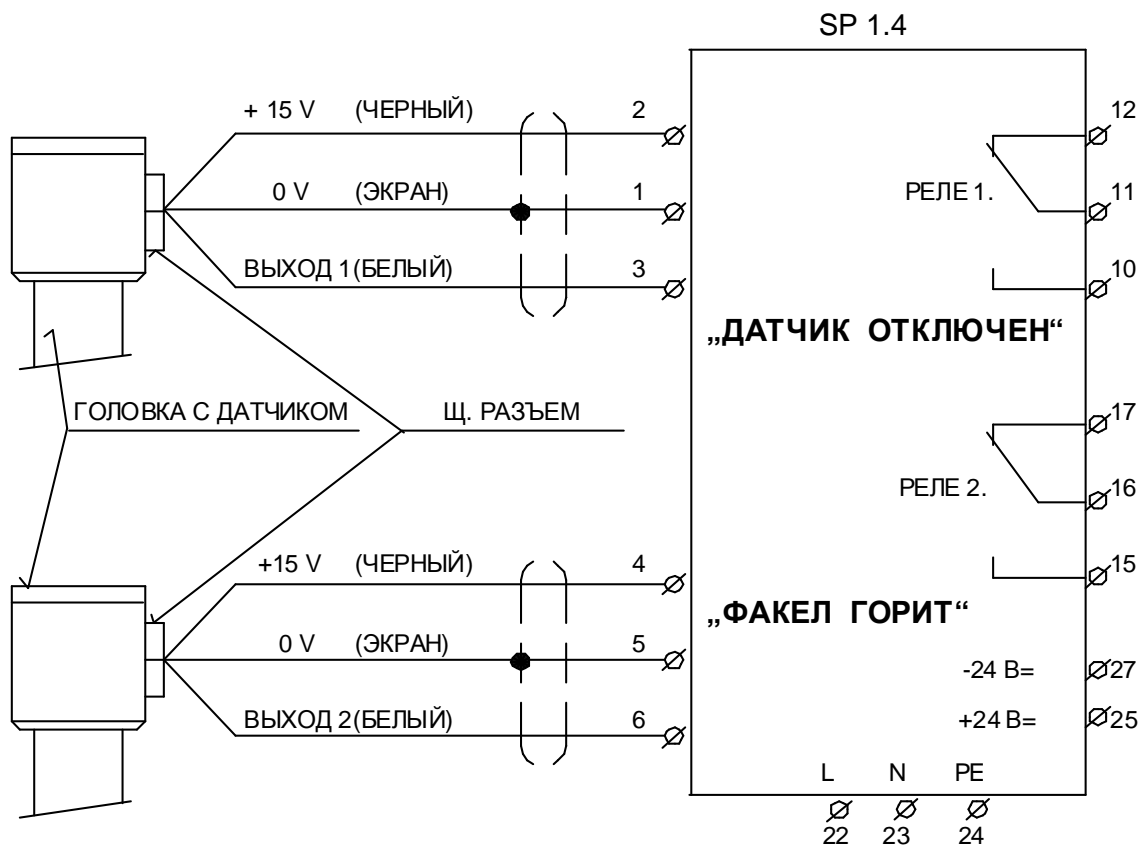 SP 1.4
+ 15 V (ЧЕРНЫЙ) 2
12
0 V (ЭКРАН) 1
РЕЛЕ 1.
11
ВЫХОД 1(БЕЛЫЙ) 3
10
„ДАТЧИК ОТКЛЮЧЕН“
ГОЛОВКА С ДАТЧИКОМ
Щ. РАЗЪЕМ
17
РЕЛЕ 2.
16
+15 V (ЧЕРНЫЙ) 4
15
„ФАКЕЛ ГОРИТ“
0 V (ЭКРАН) 5
-24 В= 27
ВЫХОД 2(БЕЛЫЙ) 6
+24 В= 25
L N PE
22 23 24